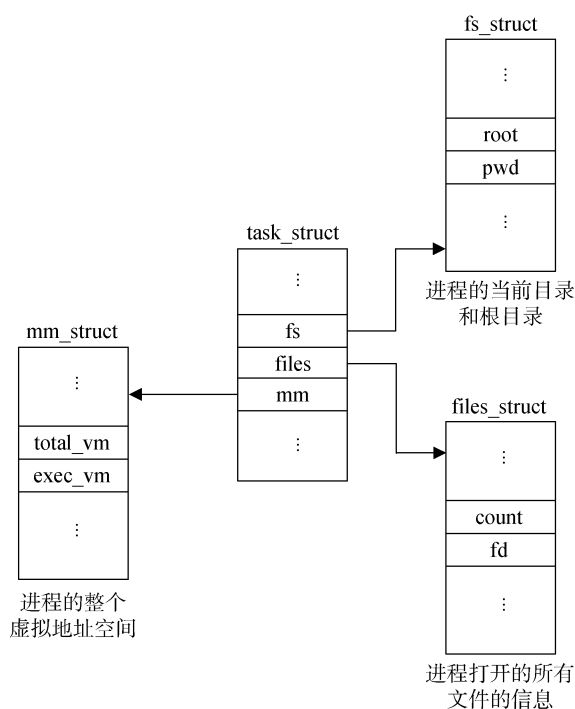 fs_struct
⋮
root
pwd
⋮
进程的当前目录
和根目录
task_struct
⋮
fs
files
mm
⋮
mm_struct
⋮
total_vm
exec_vm
⋮
进程的整个
虚拟地址空间
files_struct
⋮
count
fd
⋮
进程打开的所有
文件的信息